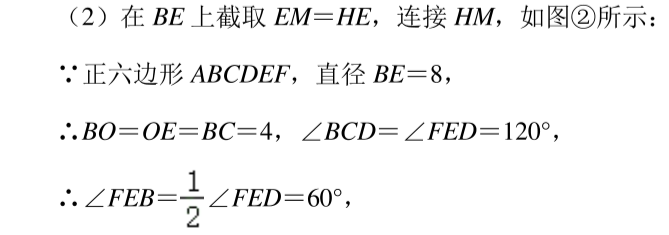 (2)在 BE 上截取 EM=HE，连接 HM，如图②所示：
∵正六边形 ABCDEF，直径 BE=8，
∴BO=OE=BC=4，∠BCD=∠FED=120°，
∴∠FEB=1/2∠FED=60°，